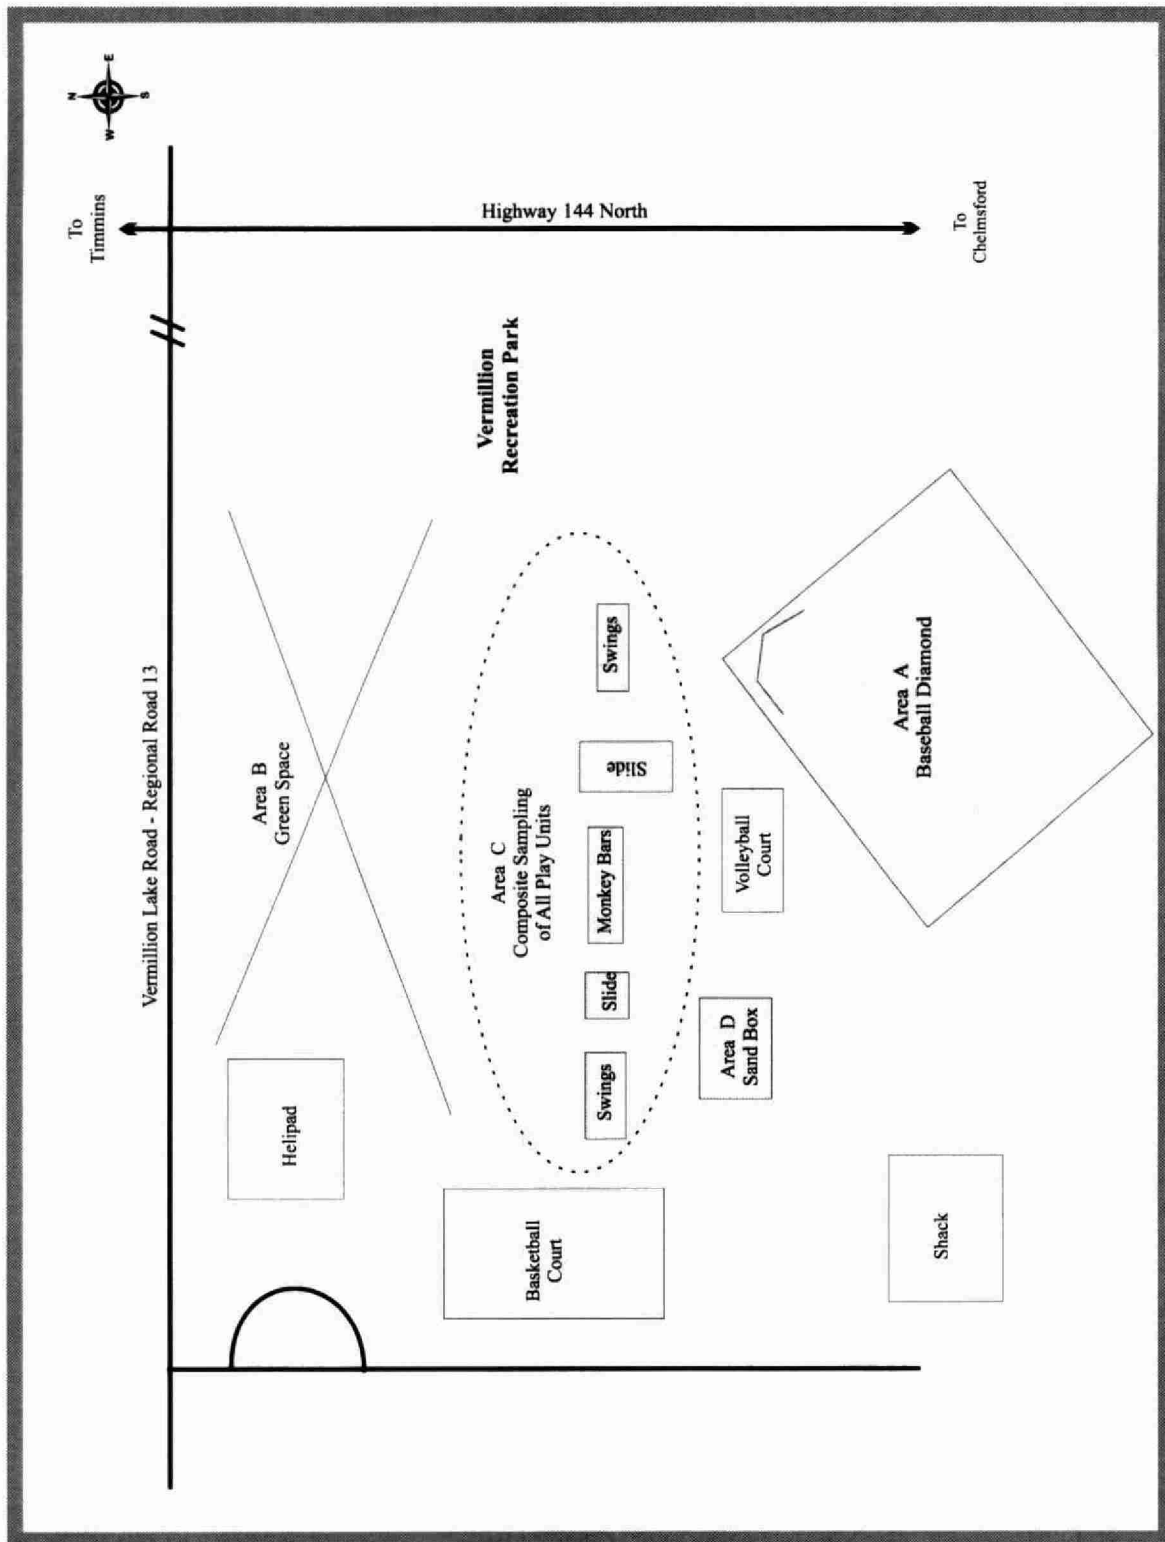 N
E
S
W
To
Timmins
Highway 144 North
To
Chelmsford
Vermillion Lake Road - Regional Road 13
Vermillion
Recreation Park
Area B
Green Space
Helipad
Area C
Composite Sampling
of All Play Units
Swings
Slide
Monkey Bars
Slide
Swings
Basketball
Court
Area D
Sand Box
Volleyball
Court
Area A
Baseball Diamond
Shack